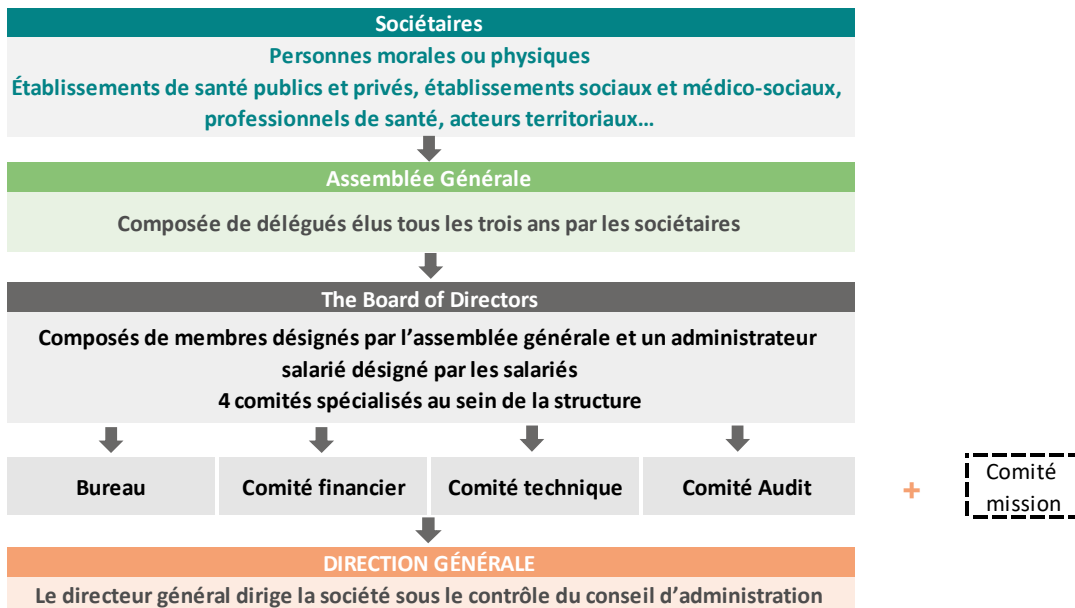 Sociétaires
Personnes morales ou physiques
Établissements de santé publics et privés, établissements sociaux et médico-sociaux,
professionnels de santé, acteurs territoriaux…
Assemblée Générale
Composée de délégués élus tous les trois ans par les sociétaires
The Board of Directors
Composés de membres désignés par l’assemblée générale et un administrateur
salarié désigné par les salariés
4 comités spécialisés au sein de la structure
Bureau
Comité financier
Comité technique
Comité Audit
+
Comité
mission
DIRECTION GÉNÉRALE
Le directeur général dirige la société sous le contrôle du conseil d’administration